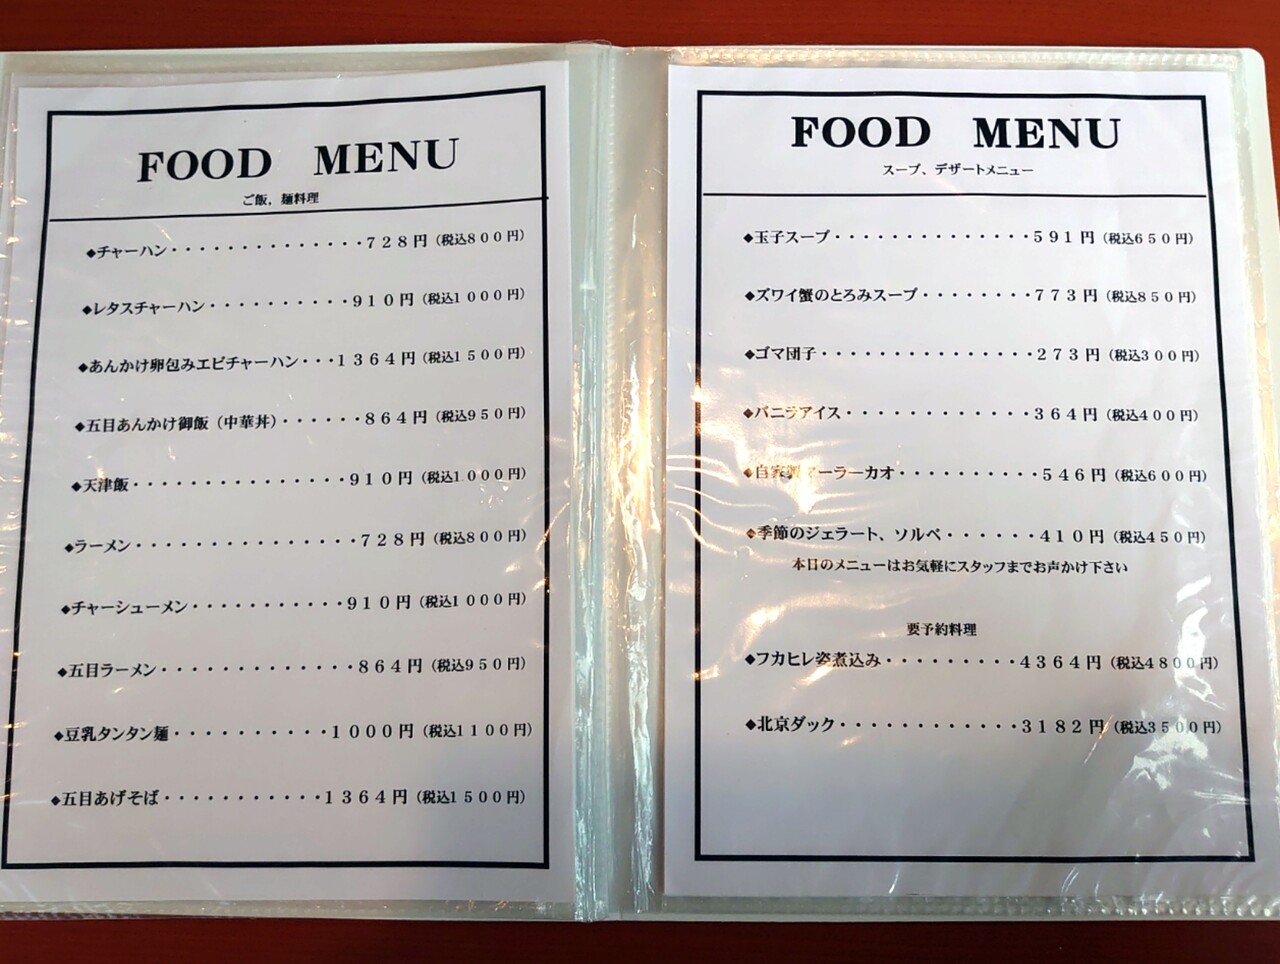 FOOD MENU
ご飯，麺料理
◆チャーハン・・・・・・・・・・・・・・７２８円（税込８００円）
◆レタスチャーハン・・・・・・・・・・９１０円（税込１０００円）
◆あんかけ卵包みエビチャーハン・・・１３６４円（税込１５００円）
◆五目あんかけ御飯（中華丼）・・・・・・８６４円（税込９５０円）
◆天津飯・・・・・・・・・・・・・・・・９１０円（税込１０００円）
◆ラーメン・・・・・・・・・・・・・・・・７２８円（税込８００円）
◆チャーシューメン・・・・・・・・・・・９１０円（税込１０００円）
◆五目ラーメン・・・・・・・・・・・・・・８６４円（税込９５０円）
◆豆乳タンタン麺・・・・・・・・・・１０００円（税込１１００円）
◆五目あげそば・・・・・・・・・・・１３６４円（税込１５００円）
FOOD MENU
スープ、デザートメニュー
◆玉子スープ・・・・・・・・・・・・・・５９１円（税込６５０円）
◆ズワイ蟹のとろみスープ・・・・・・・・７７３円（税込８５０円）
◆ゴマ団子・・・・・・・・・・・・・・・２７３円（税込３００円）
◆バニラアイス・・・・・・・・・・・・・３６４円（税込４００円）
◆自家製マーラーカオ・・・・・・・・・・５４６円（税込６００円）
◆季節のジェラート、ソルベ・・・・・・４１０円（税込４５０円）
本日のメニューはお気軽にスタッフまでお声かけ下さい
要予約料理
◆フカヒレ姿煮込み・・・・・・・・・４３６４円（税込４８００円）
◆北京ダック・・・・・・・・・・・・３１８２円（税込３５００円）